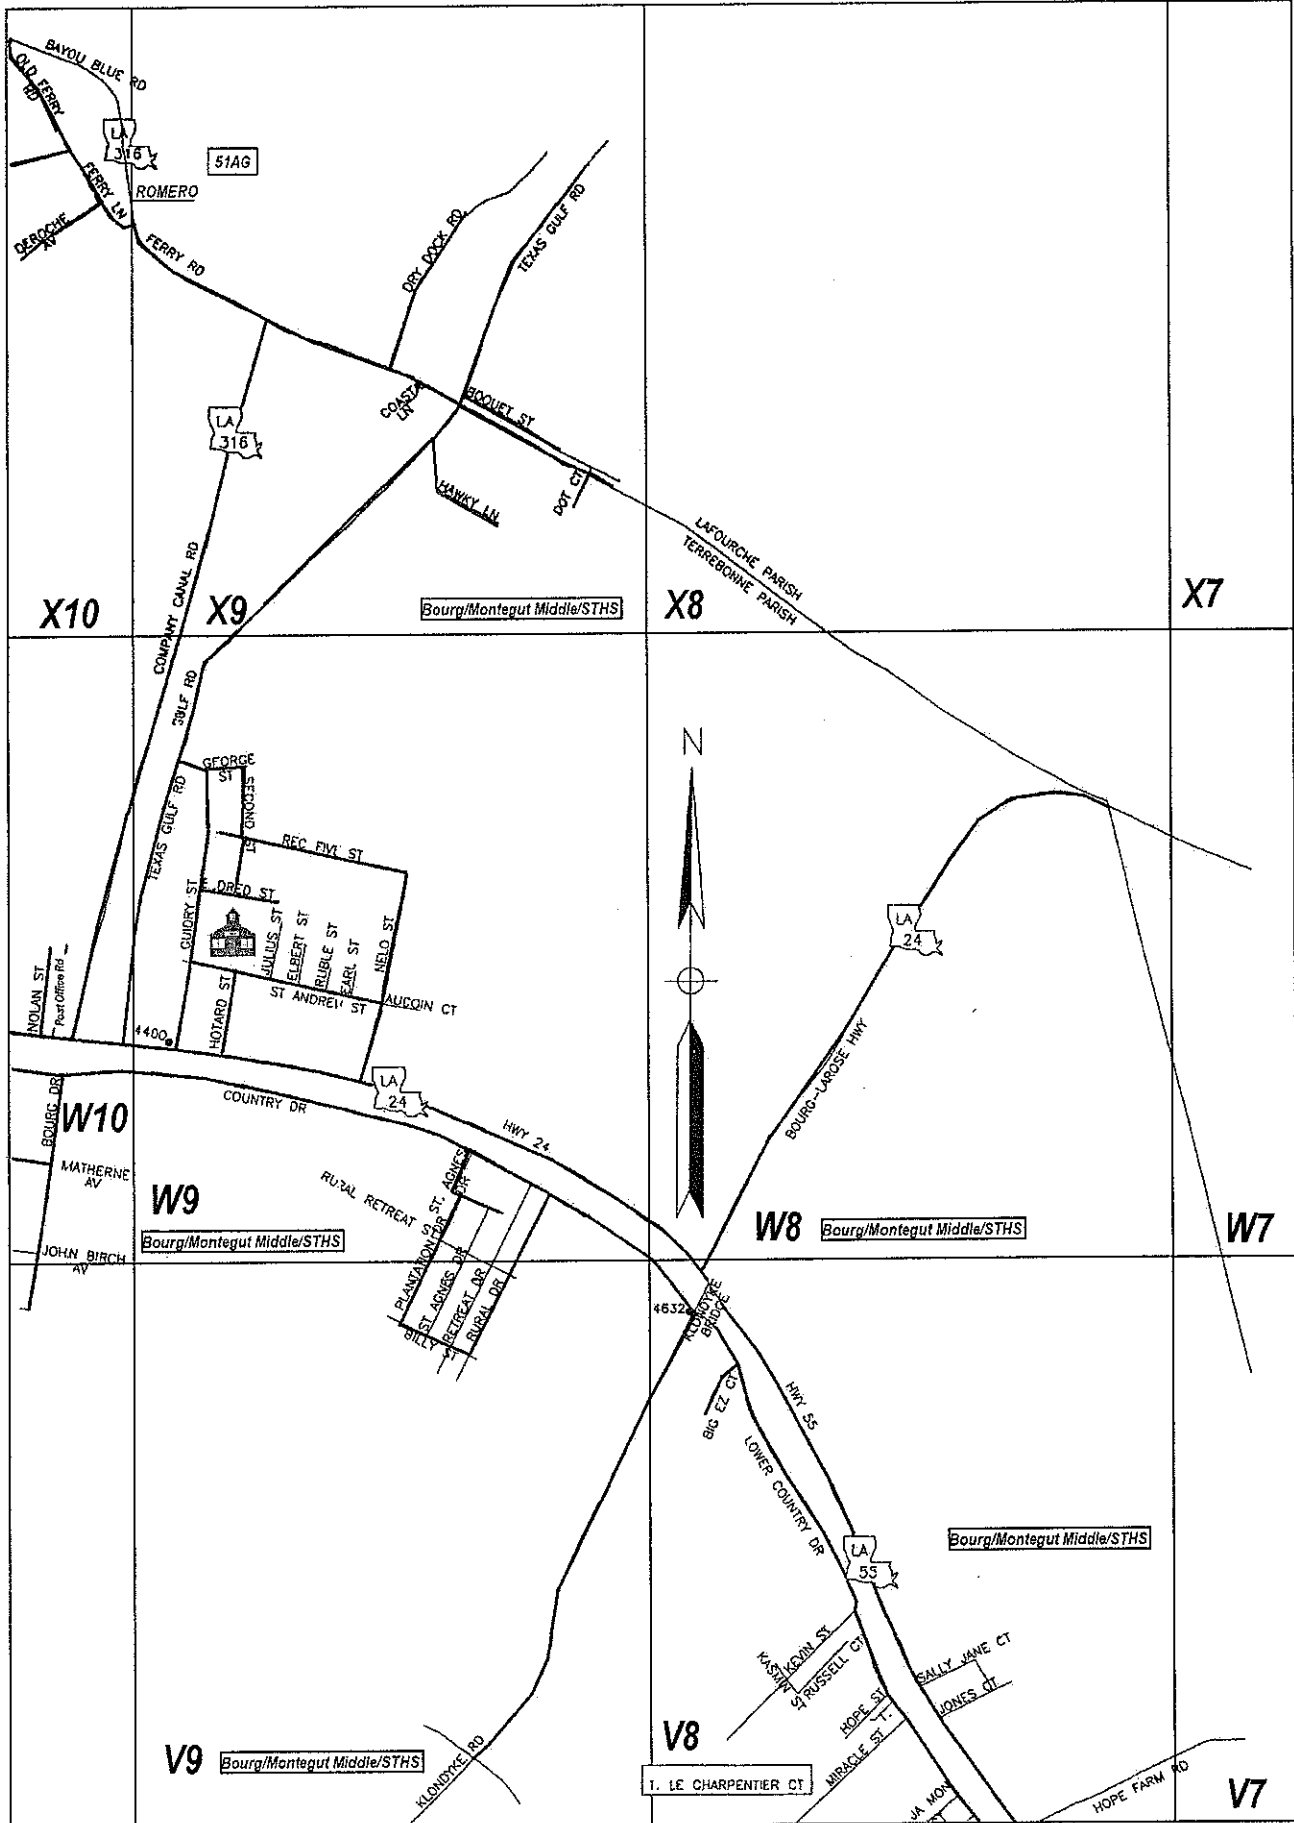 BAYOU BLUE RD
OLD FERRY
RD
LA
316
51AG
FERRY LN
ROMERO
DEROCHE
AV
FERRY RD
DRY DOCK RD
TEXAS GULF RD
COASTAL
LN
BOQUET ST
LA
316
HAWKY LN
DOT CT
LAFOURCHE PARISH
TERREBONNE PARISH
COMPANY CANAL RD
X10
X9
Bourg/Montegut Middle/STHS
X8
X7
GULF RD
N
GEORGE
ST
SECOND ST
TEXAS GULF RD
REC FIVE ST
E DRED ST
GUIDRY ST
JULIUS ST
ELBERT ST
RUBLE ST
EARL ST
NELO ST
LA
24
NOLAN ST
Post Office Rd
HOTARD ST
ST ANDREW ST
AUCOIN CT
4400
BOURG-LAROSE HWY
LA
24
COUNTRY DR
BOURG DR
W10
HWY 24
MATHERNE
AV
RURAL RETREAT S
ST. AGNES
DR
W9
Bourg/Montegut Middle/STHS
W8
Bourg/Montegut Middle/STHS
W7
JOHN BIRCH
AV
PLANTATION DR
ST AGNES DR
RETREAT DR
RURAL DR
BILLY ST
4632
KLONDYKE
BRIDGE
BIG EZ CT
HWY 55
LOWER COUNTRY DR
Bourg/Montegut Middle/STHS
LA
55
KEVIN ST
KASMIN ST
RUSSELL CT
SALLY JANE CT
JONES CT
HOPE ST
1.
MIRACLE ST
V8
V9
Bourg/Montegut Middle/STHS
KLONDYKE RD
1. LE CHARPENTIER CT
JA MON
ST
HOPE FARM RD
V7